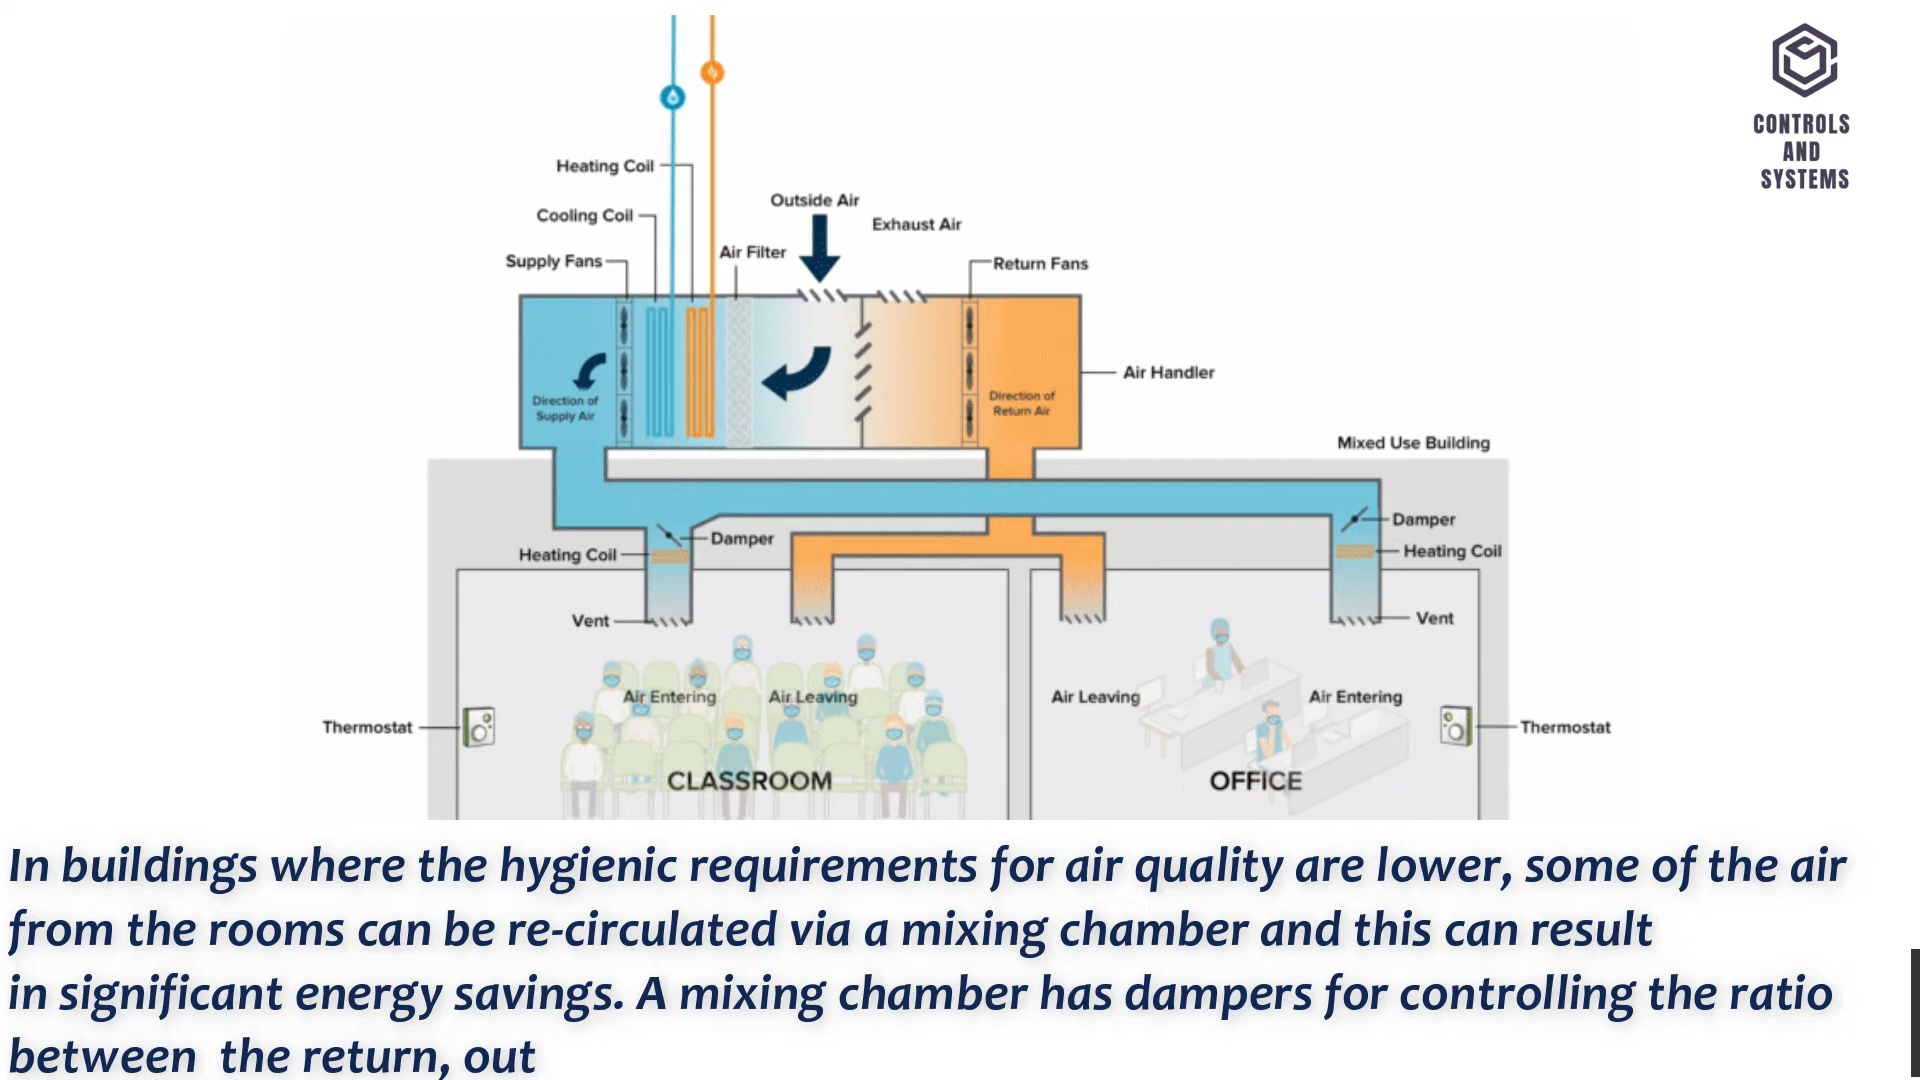 CONTROLS
AND
SYSTEMS
Heating Coil
Cooling Coil
Supply Fans
Air Filter
Outside Air
Exhaust Air
Return Fans
Direction of
Supply Air
Direction of
Return Air
Air Handler
Mixed Use Building
Damper
Heating Coil
Vent
Damper
Heating Coil
Vent
Air Entering
Air Leaving
Air Leaving
Air Entering
Thermostat
Thermostat
CLASSROOM
OFFICE
In buildings where the hygienic requirements for air quality are lower, some of the air
from the rooms can be re-circulated via a mixing chamber and this can result
in significant energy savings. A mixing chamber has dampers for controlling the ratio
between the return, out